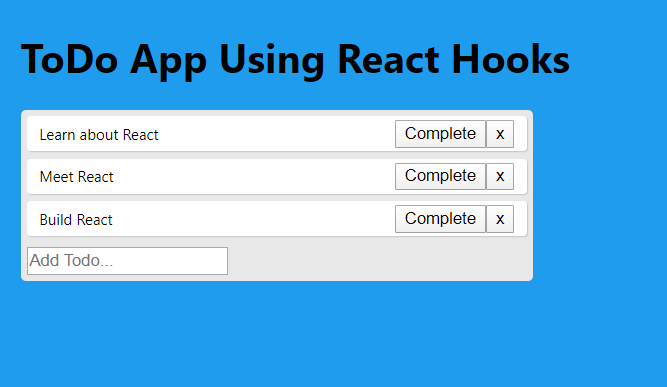 ToDo App Using React Hooks
Learn about React Complete x
Meet React Complete x
Build React Complete x
Add Todo...